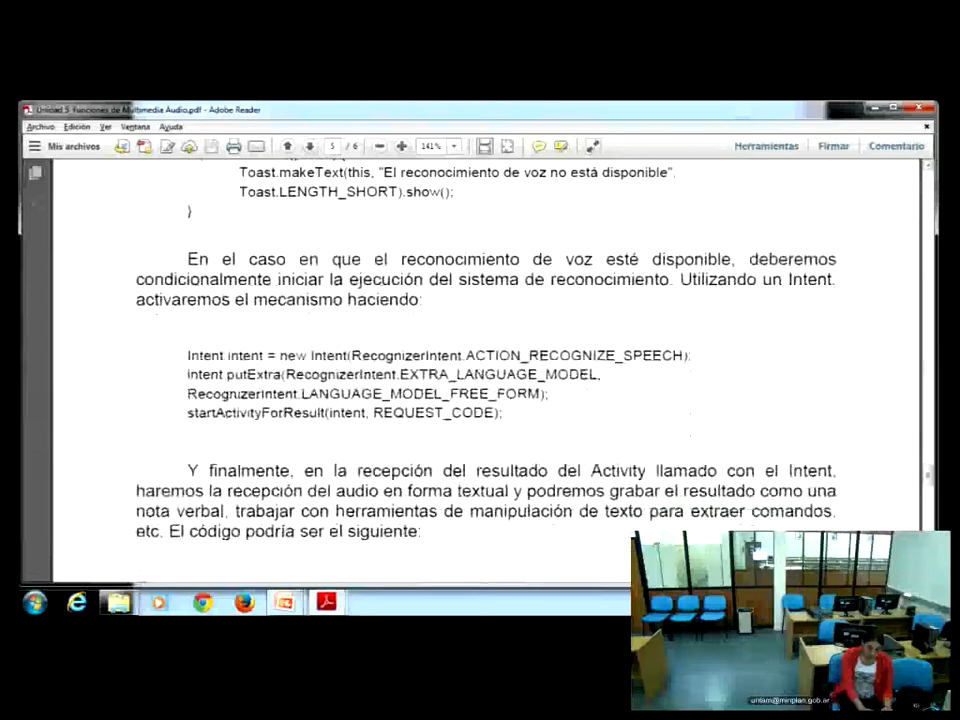 Unidad 5 Funciones de Multimedia Audio.pdf - Adobe Reader
Archivo Edición Ver Ventana Ayuda
Mis archivos 5 / 6 141% Herramientas Firmar Comentario
Toast.makeText(this, "El reconocimiento de voz no está disponible",
Toast.LENGTH_SHORT).show();
}
En el caso en que el reconocimiento de voz esté disponible, deberemos
condicionalmente iniciar la ejecución del sistema de reconocimiento. Utilizando un Intent,
activaremos el mecanismo haciendo:
Intent intent = new Intent(RecognizerIntent.ACTION_RECOGNIZE_SPEECH);
intent.putExtra(RecognizerIntent.EXTRA_LANGUAGE_MODEL,
RecognizerIntent.LANGUAGE_MODEL_FREE_FORM);
startActivityForResult(intent, REQUEST_CODE);
Y finalmente, en la recepción del resultado del Activity llamado con el Intent,
haremos la recepción del audio en forma textual y podremos grabar el resultado como una
nota verbal, trabajar con herramientas de manipulación de texto para extraer comandos,
etc. El código podría ser el siguiente:
untam@minplan.gob.ar